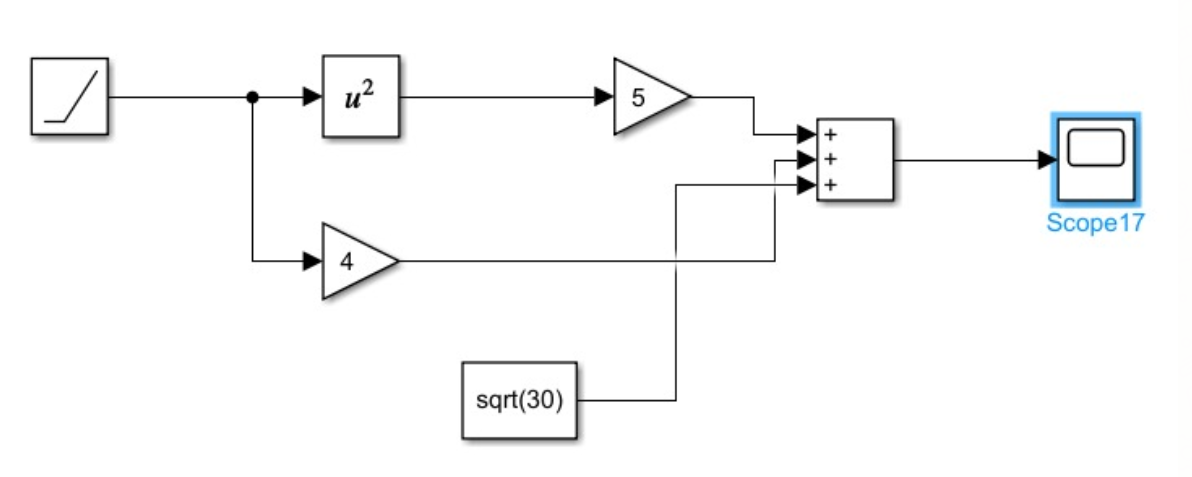 u²
5
+
+
+
Scope17
4
sqrt(30)